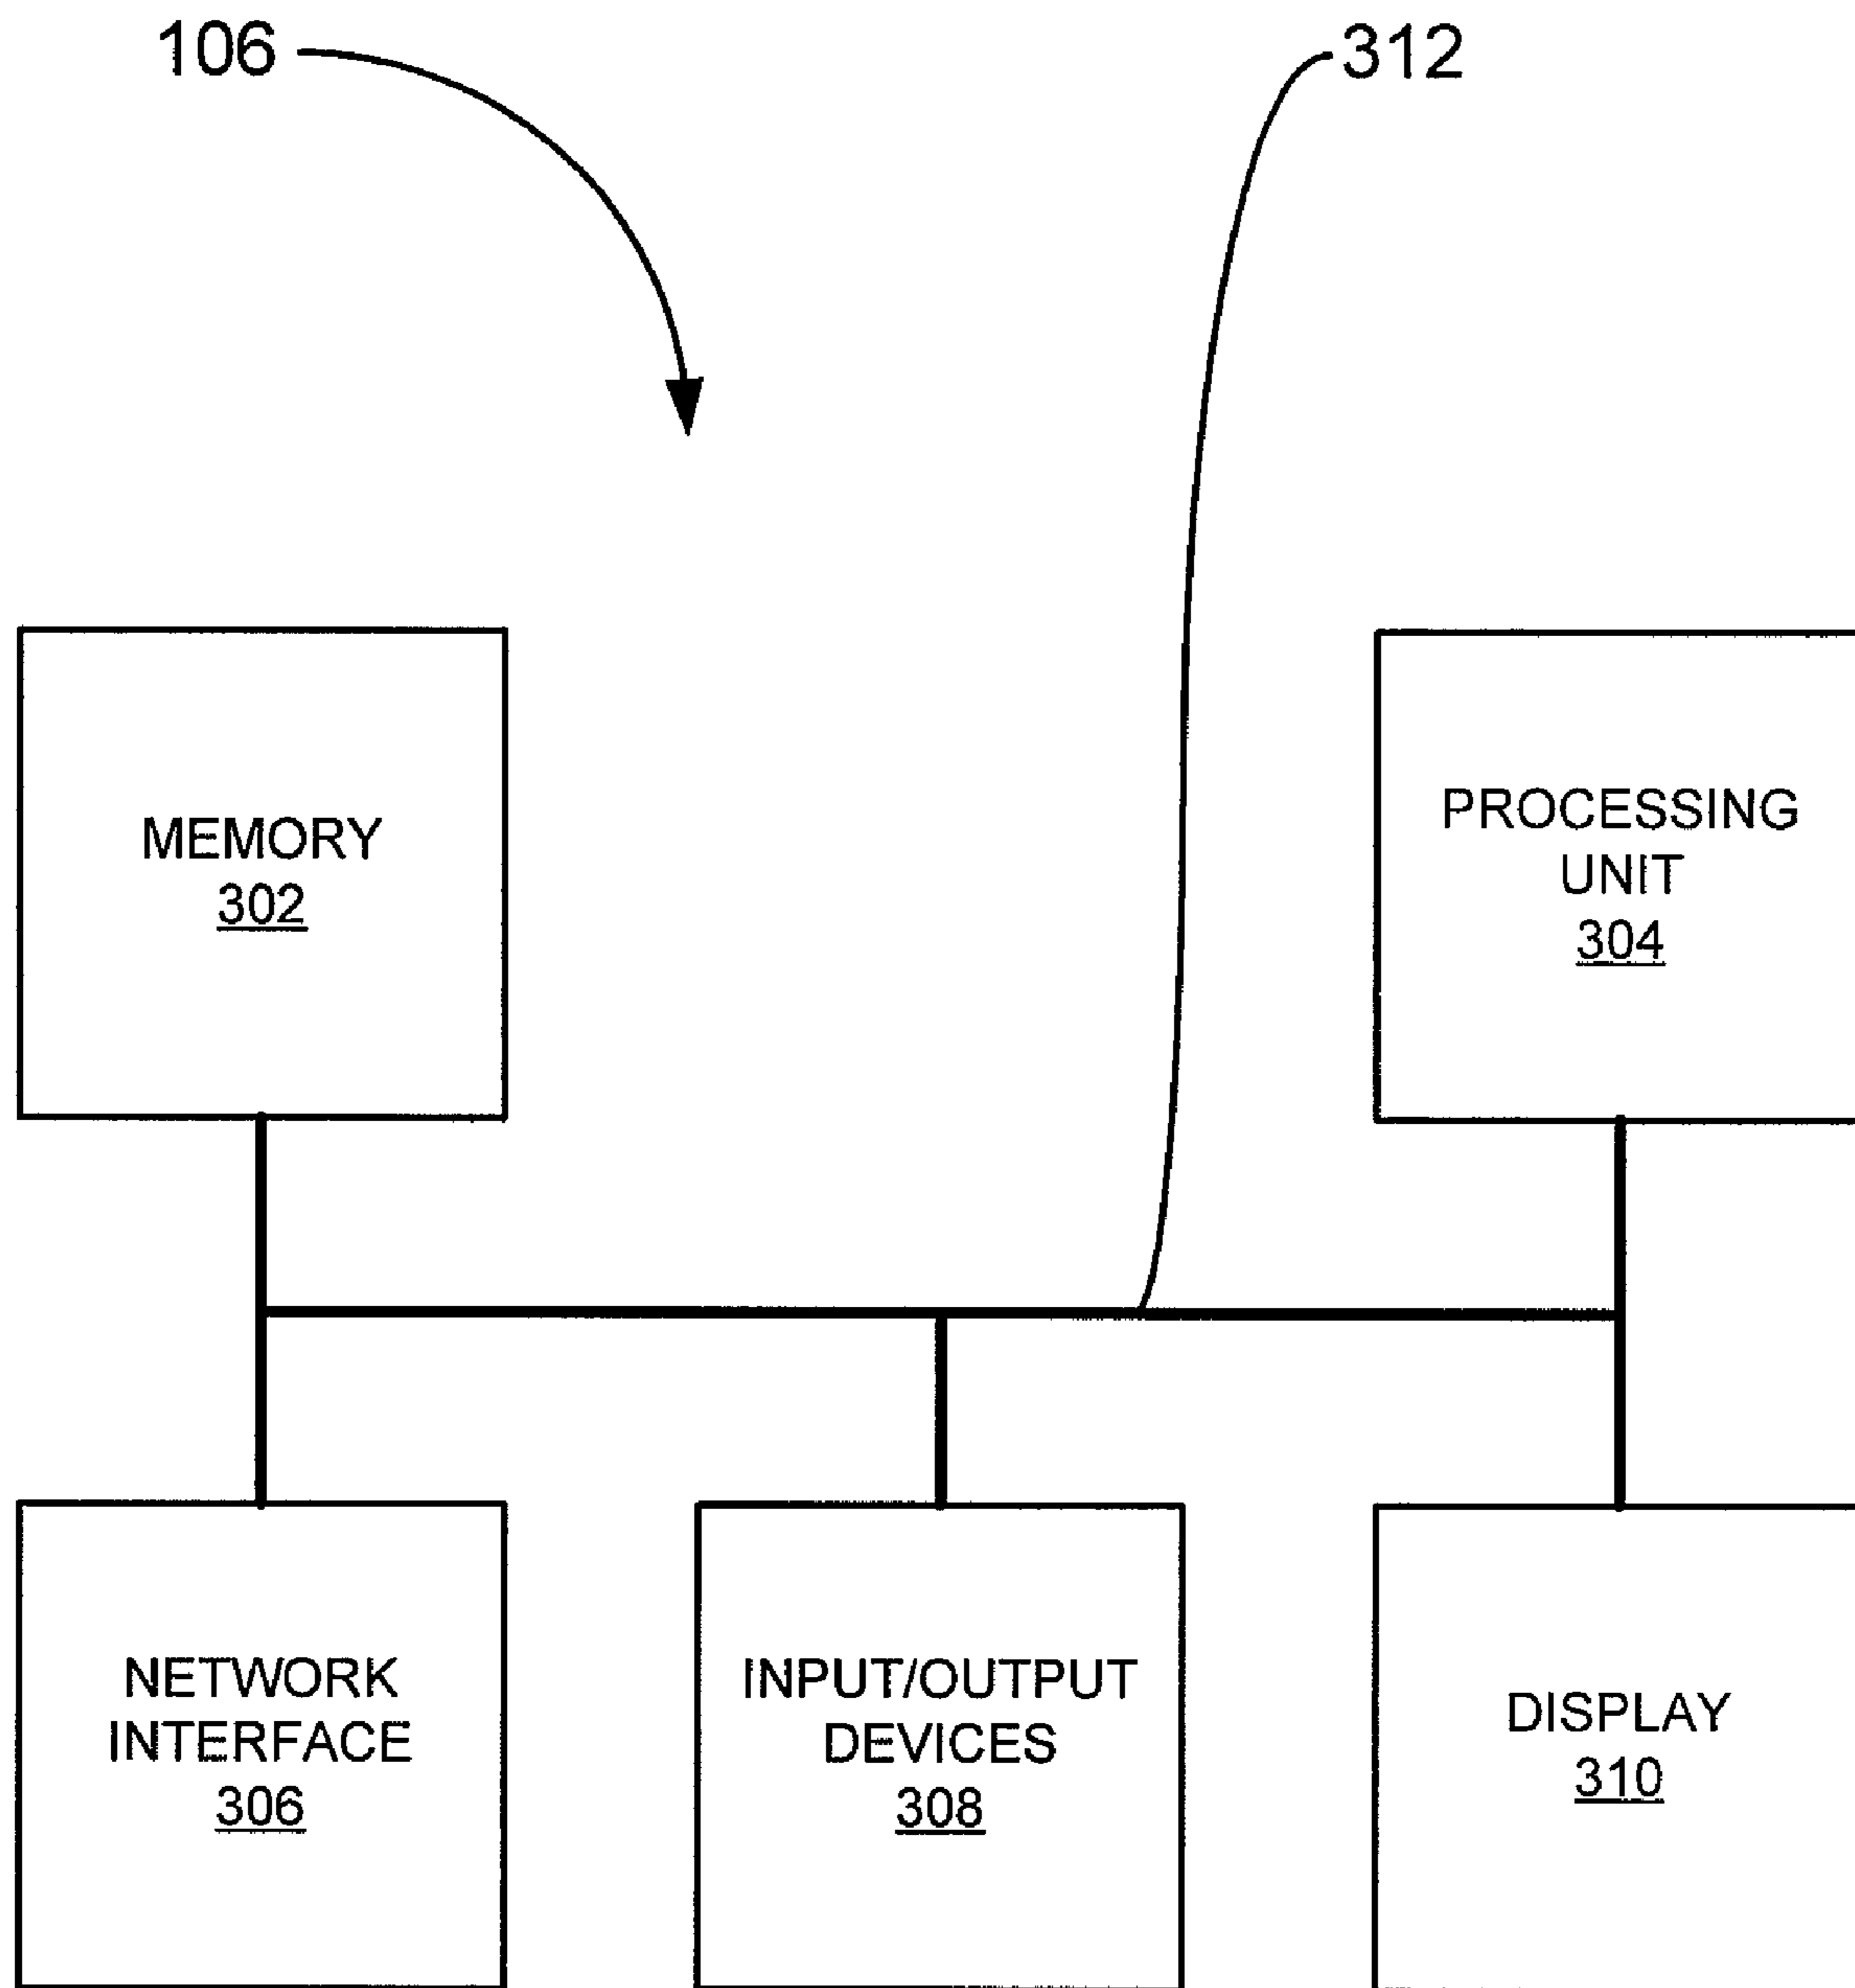 106
312
MEMORY
302
PROCESSING
UNIT
304
NETWORK
INTERFACE
306
INPUT/OUTPUT
DEVICES
308
DISPLAY
310